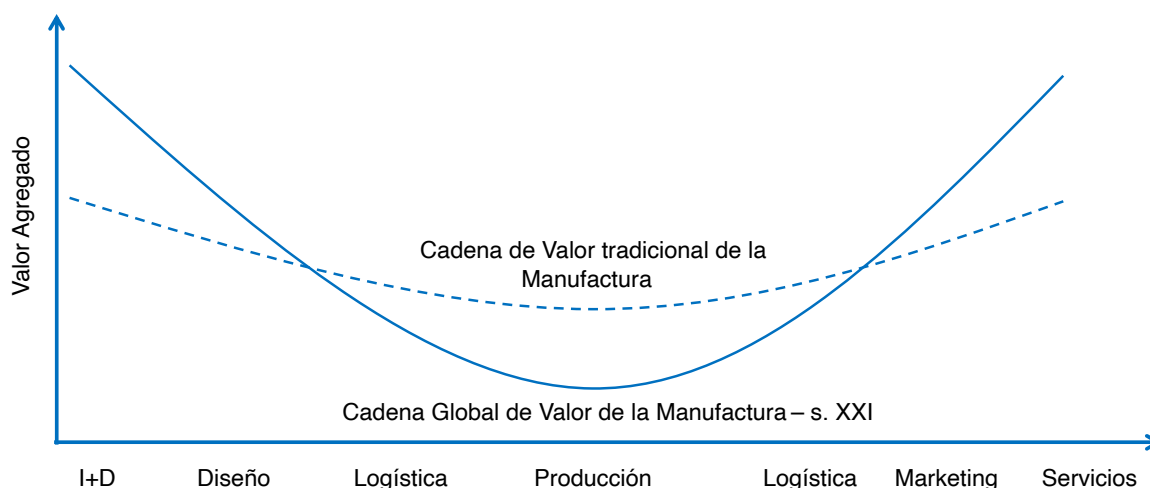 Valor Agregado
Cadena de Valor tradicional de la
Manufactura
Cadena Global de Valor de la Manufactura – s. XXI
I+D
Diseño
Logística
Producción
Logística
Marketing
Servicios